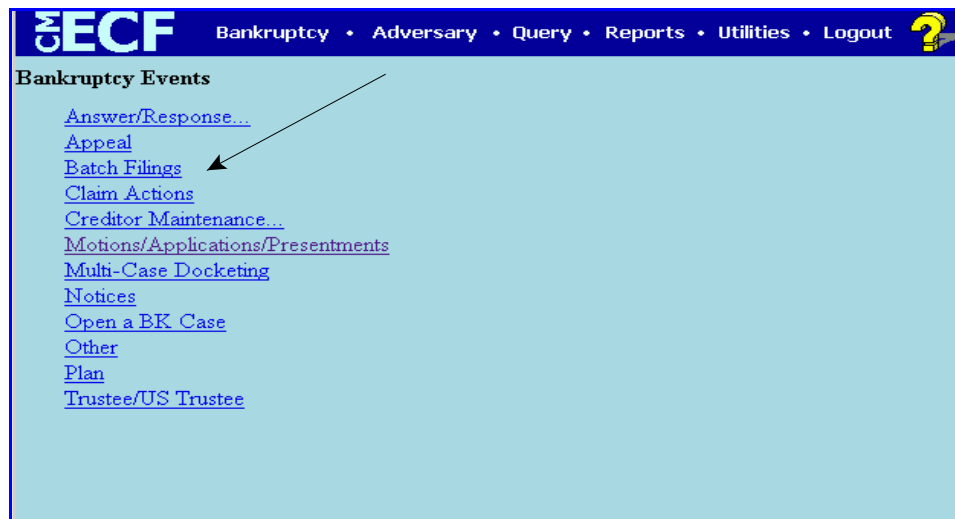 CM ECF Bankruptcy • Adversary • Query • Reports • Utilities • Logout ?
Bankruptcy Events
Answer/Response...
Appeal
Batch Filings
Claim Actions
Creditor Maintenance...
Motions/Applications/Presentments
Multi-Case Docketing
Notices
Open a BK Case
Other
Plan
Trustee/US Trustee